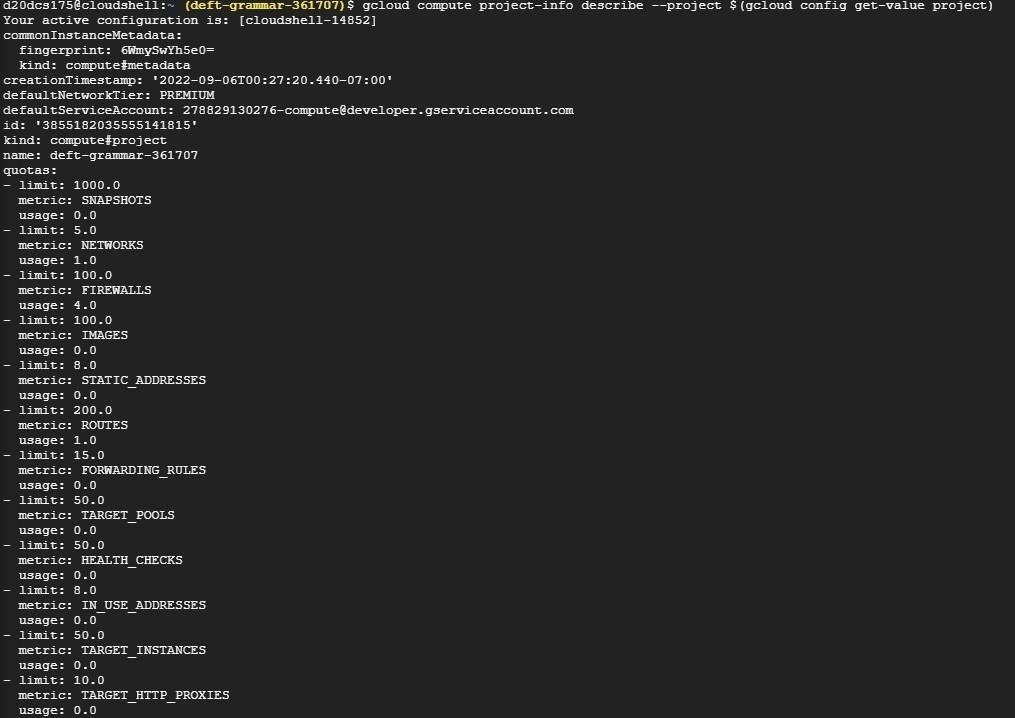 d20dcs175@cloudshell:~ (deft-grammar-361707)$ gcloud compute project-info describe --project $(gcloud config get-value project)
Your active configuration is: [cloudshell-14852]
commonInstanceMetadata:
  fingerprint: 6WmySwYh5e0=
  kind: compute#metadata
creationTimestamp: '2022-09-06T00:27:20.440-07:00'
defaultNetworkTier: PREMIUM
defaultServiceAccount: 278829130276-compute@developer.gserviceaccount.com
id: '3855182035555141815'
kind: compute#project
name: deft-grammar-361707
quotas:
- limit: 1000.0
  metric: SNAPSHOTS
  usage: 0.0
- limit: 5.0
  metric: NETWORKS
  usage: 1.0
- limit: 100.0
  metric: FIREWALLS
  usage: 4.0
- limit: 100.0
  metric: IMAGES
  usage: 0.0
- limit: 8.0
  metric: STATIC_ADDRESSES
  usage: 0.0
- limit: 200.0
  metric: ROUTES
  usage: 1.0
- limit: 15.0
  metric: FORWARDING_RULES
  usage: 0.0
- limit: 50.0
  metric: TARGET_POOLS
  usage: 0.0
- limit: 50.0
  metric: HEALTH_CHECKS
  usage: 0.0
- limit: 8.0
  metric: IN_USE_ADDRESSES
  usage: 0.0
- limit: 50.0
  metric: TARGET_INSTANCES
  usage: 0.0
- limit: 10.0
  metric: TARGET_HTTP_PROXIES
  usage: 0.0